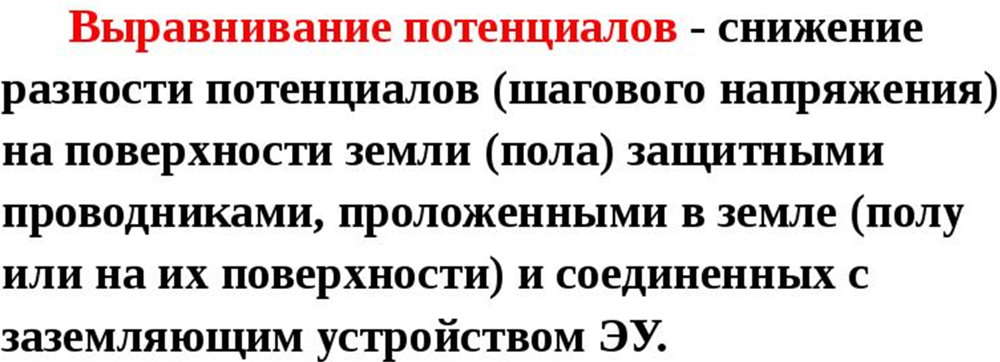 Выравнивание потенциалов - снижение
разности потенциалов (шагового напряжения)
на поверхности земли (пола) защитными
проводниками, проложенными в земле (полу
или на их поверхности) и соединенных с
заземляющим устройством ЭУ.